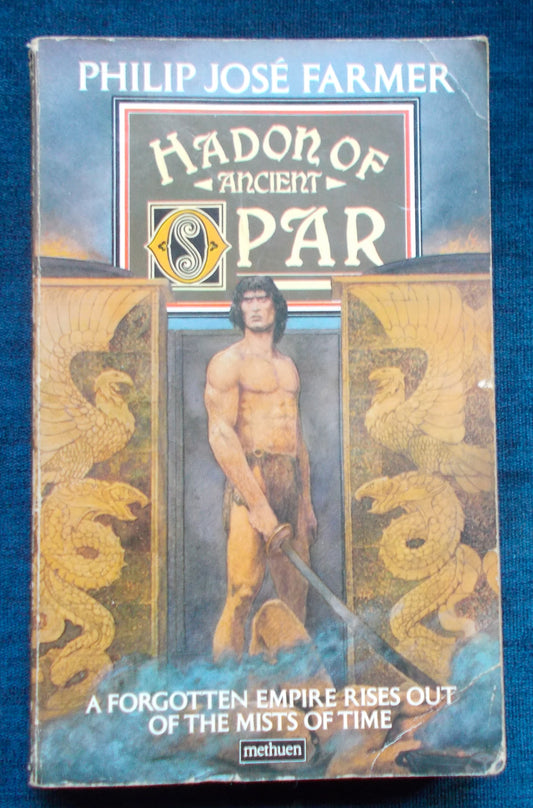 PHILIP JOSÉ FARMER
HADON OF
ANCIENT
OPAR
A FORGOTTEN EMPIRE RISES OUT
OF THE MISTS OF TIME
methuen